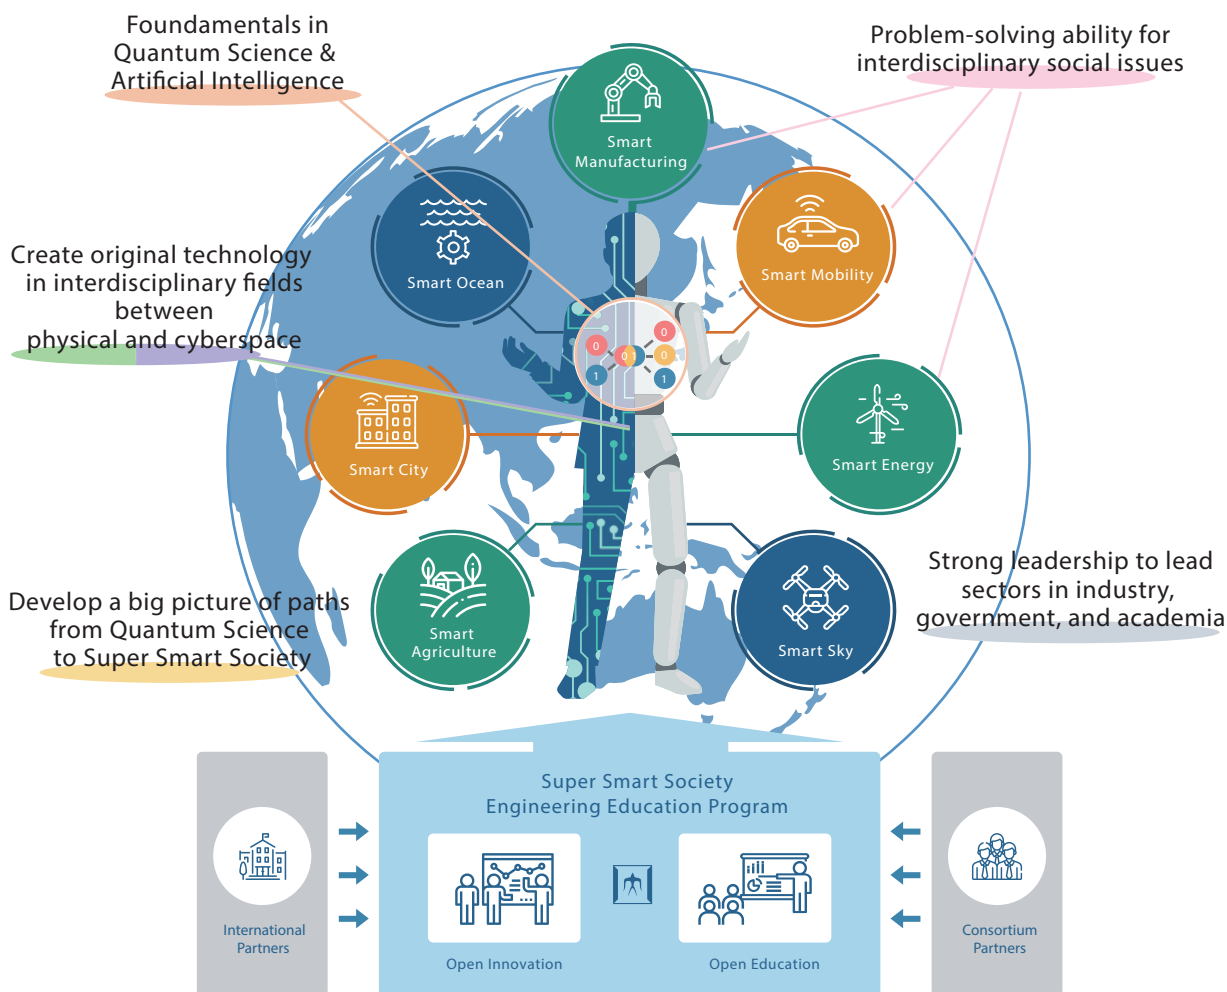 Foundamentals in
Quantum Science &
Artificial Intelligence
Problem-solving ability for
interdisciplinary social issues
Smart
Manufacturing
Smart Ocean
Smart Mobility
Create original technology
in interdisciplinary fields
between
physical and cyberspace
0
1
0 1
0
0
1
Smart City
Smart Energy
Develop a big picture of paths
from Quantum Science
to Super Smart Society
Smart
Agriculture
Smart Sky
Strong leadership to lead
sectors in industry,
government, and academia
Super Smart Society
Engineering Education Program
International
Partners
Open Innovation
Open Education
Consortium
Partners